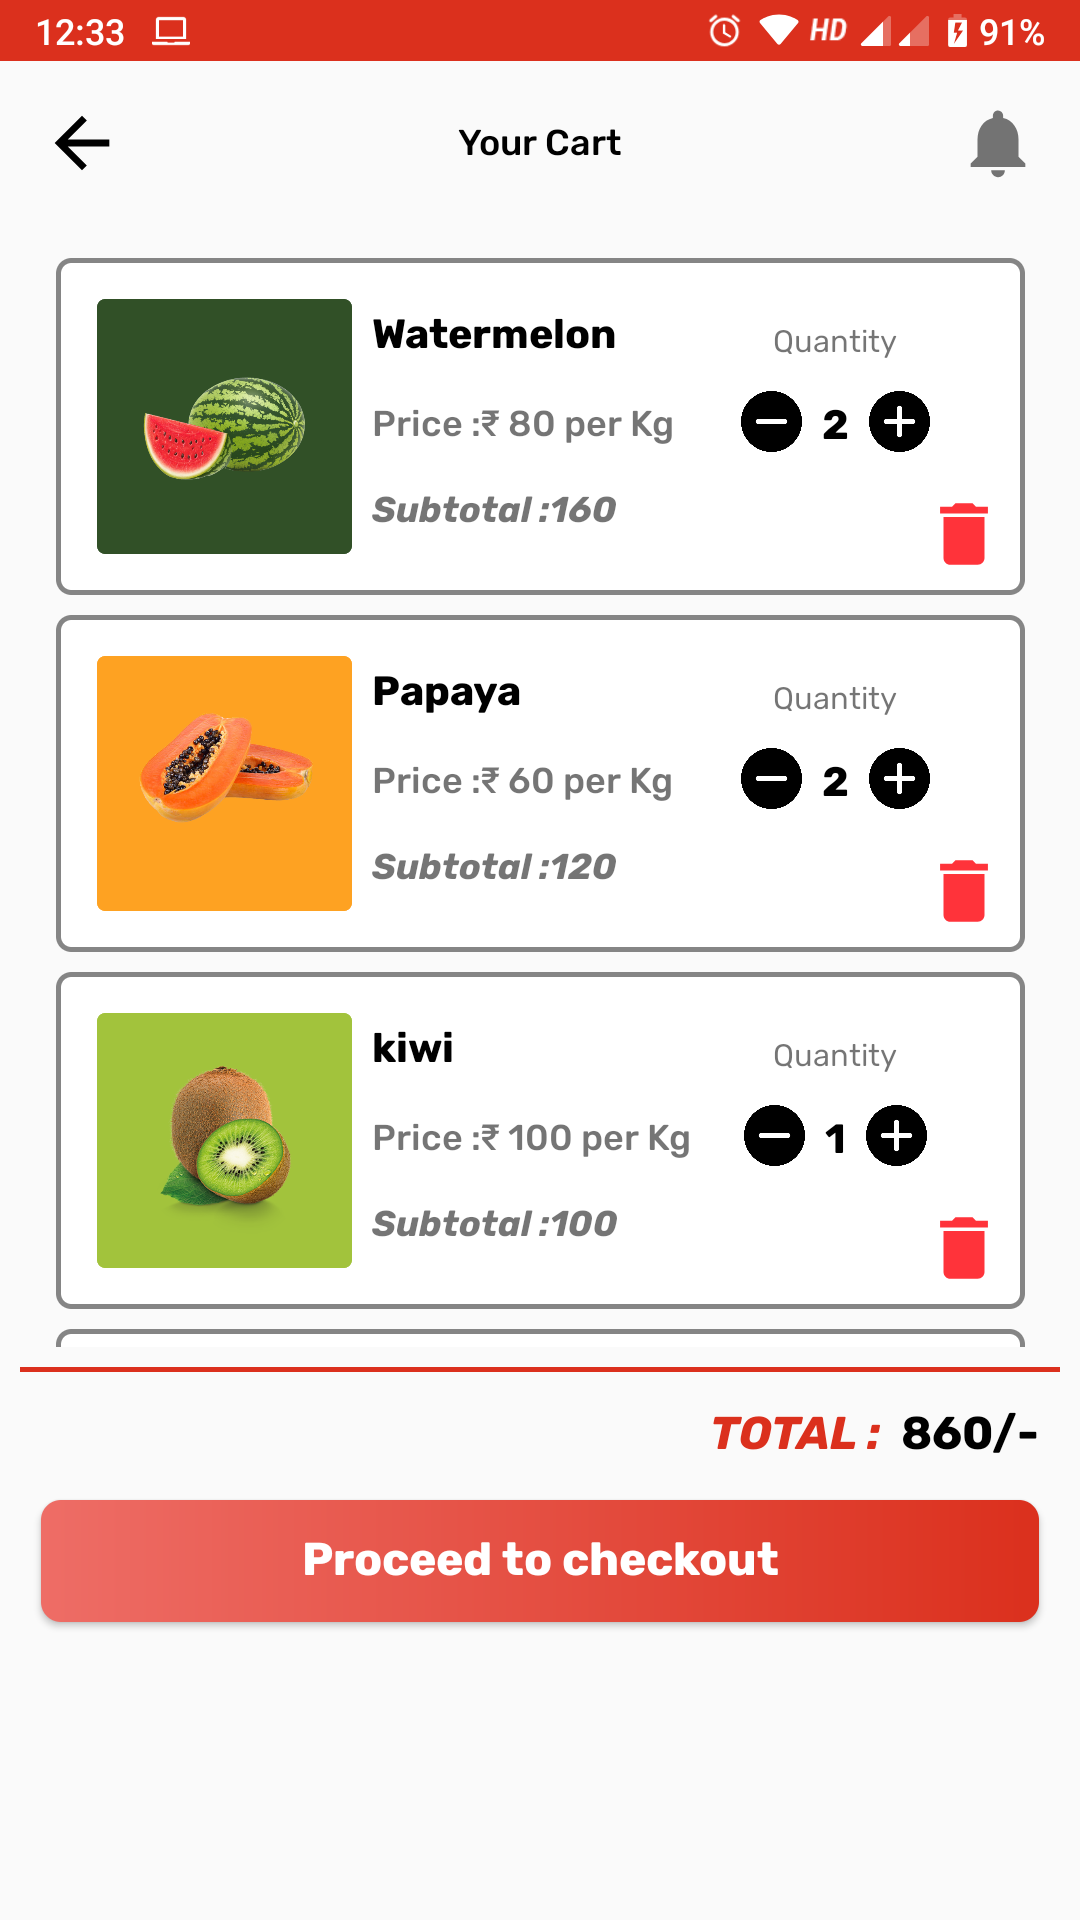 12:33 HD 91%
Your Cart
Watermelon
Quantity
Price :₹ 80 per Kg
2
Subtotal :160
Papaya
Quantity
Price :₹ 60 per Kg
2
Subtotal :120
kiwi
Quantity
Price :₹ 100 per Kg
1
Subtotal :100
TOTAL : 860/-
Proceed to checkout